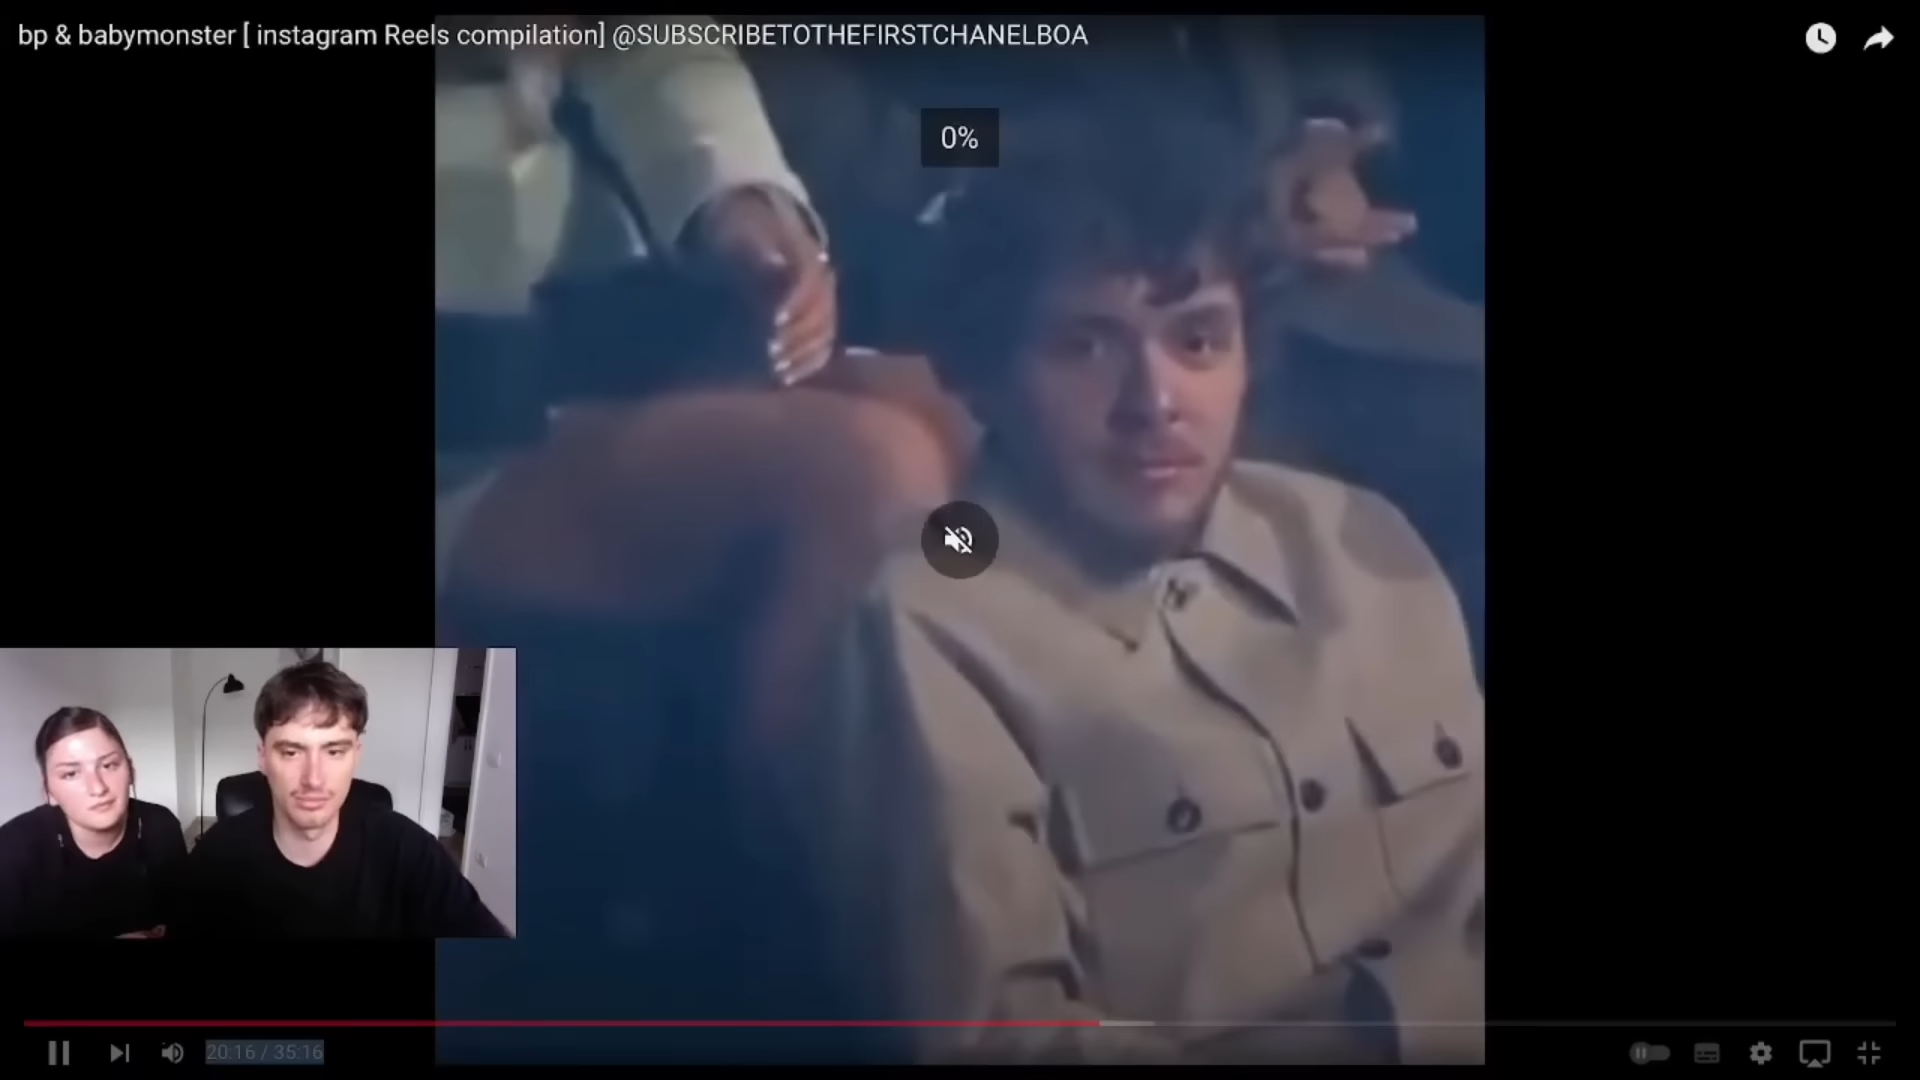 bp & babymonster [ instagram Reels compilation] @SUBSCRIBETOTHEFIRSTCHANELBOA
0%
20:16 / 35:16